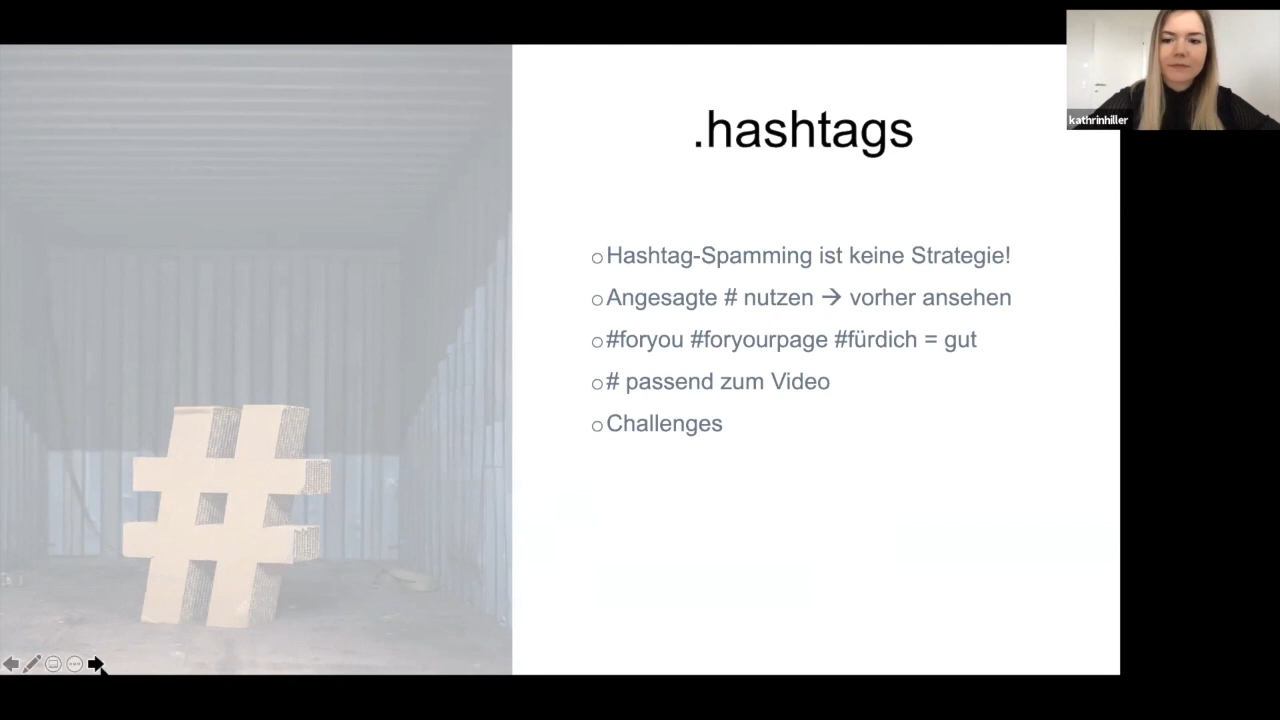 kathrinhiller
.hashtags
Hashtag-Spamming ist keine Strategie!
Angesagte # nutzen → vorher ansehen
#foryou #foryourpage #fürdich = gut
# passend zum Video
Challenges
#